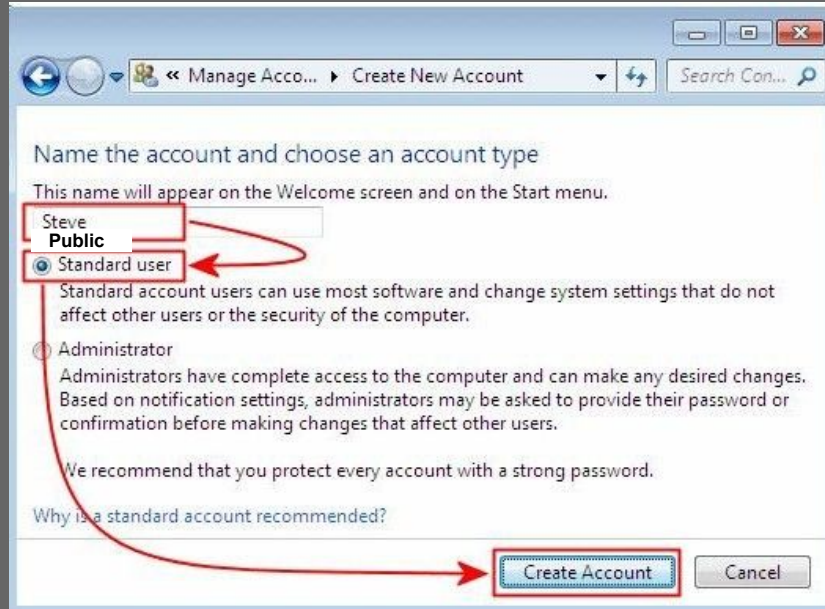 « Manage Acco... ▸ Create New Account
Search Con...
Name the account and choose an account type
This name will appear on the Welcome screen and on the Start menu.
Steve
Public
Standard user
Standard account users can use most software and change system settings that do not
affect other users or the security of the computer.
Administrator
Administrators have complete access to the computer and can make any desired changes.
Based on notification settings, administrators may be asked to provide their password or
confirmation before making changes that affect other users.
We recommend that you protect every account with a strong password.
Why is a standard account recommended?
Create Account
Cancel